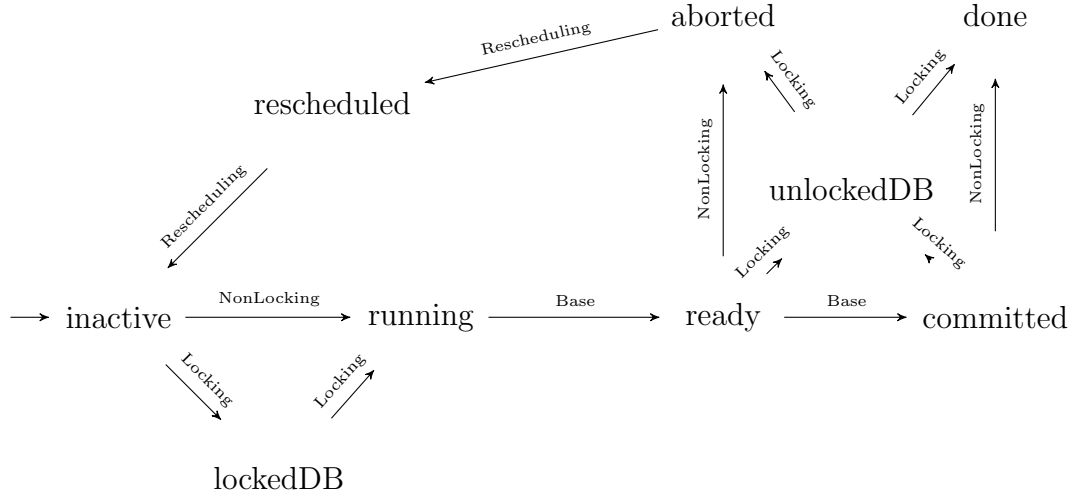 aborted
done
Rescheduling
Locking
Locking
rescheduled
NonLocking
NonLocking
unlockedDB
Rescheduling
Locking
Locking
inactive
NonLocking
running
Base
ready
Base
committed
Locking
Locking
lockedDB